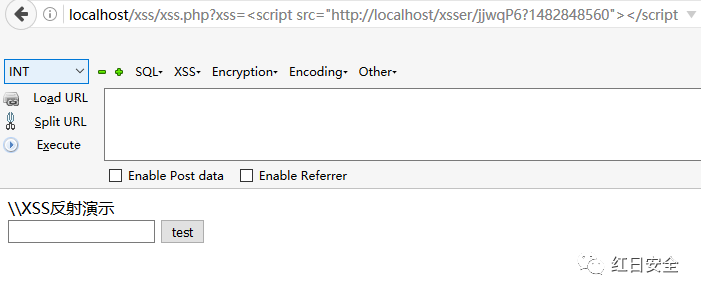 localhost/xss/xss.php?xss=<script src="http://localhost/xsser/jjwqP6?1482848560"></script
INT SQL XSS Encryption Encoding Other
Load URL
Split URL
Execute
Enable Post data Enable Referrer
\\XSS反射演示
test
红日安全